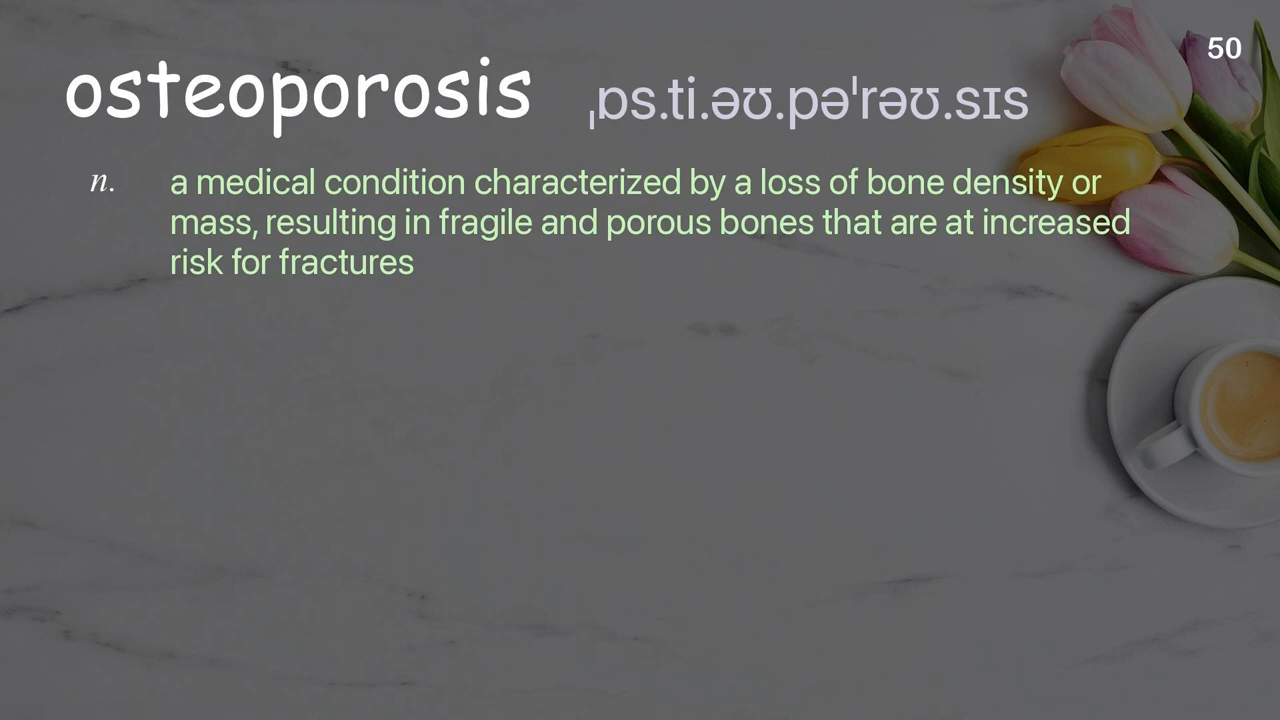 50
osteoporosis ˌɒs.ti.əʊ.pəˈrəʊ.sɪs
n. a medical condition characterized by a loss of bone density or
mass, resulting in fragile and porous bones that are at increased
risk for fractures